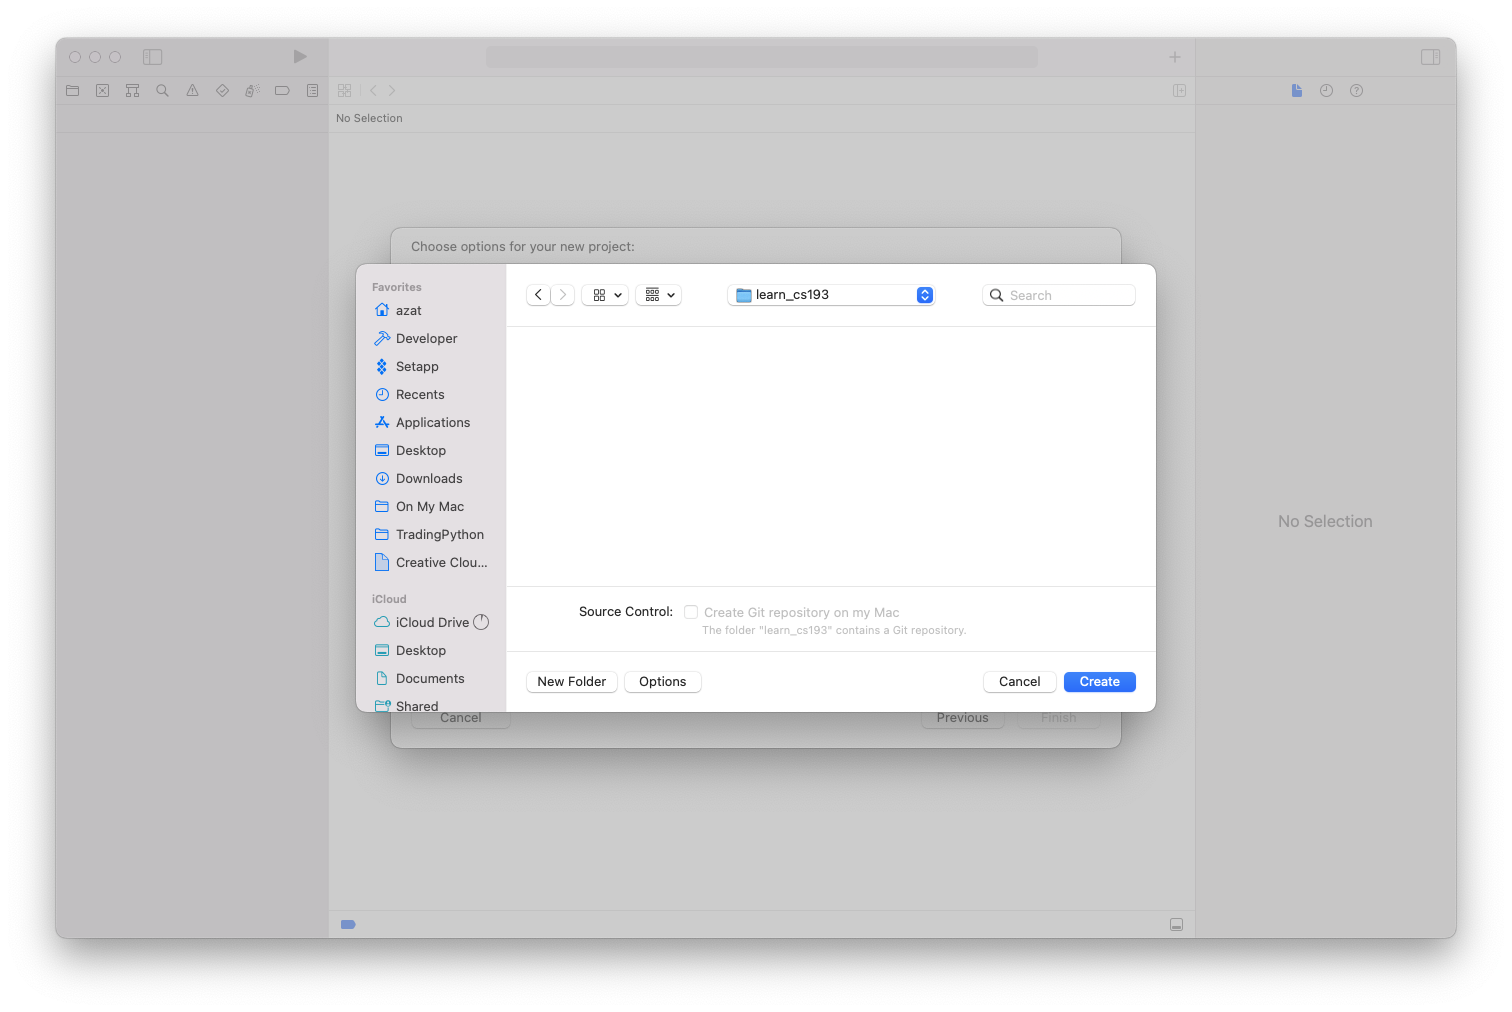 No Selection
Choose options for your new project:
Favorites
azat
Developer
Setapp
Recents
Applications
Desktop
Downloads
On My Mac
TradingPython
Creative Clou...
iCloud
iCloud Drive
Desktop
Documents
Shared
learn_cs193
Search
Source Control: Create Git repository on my Mac
The folder "learn_cs193" contains a Git repository.
New Folder Options Cancel Create
Cancel Previous Finish
No Selection